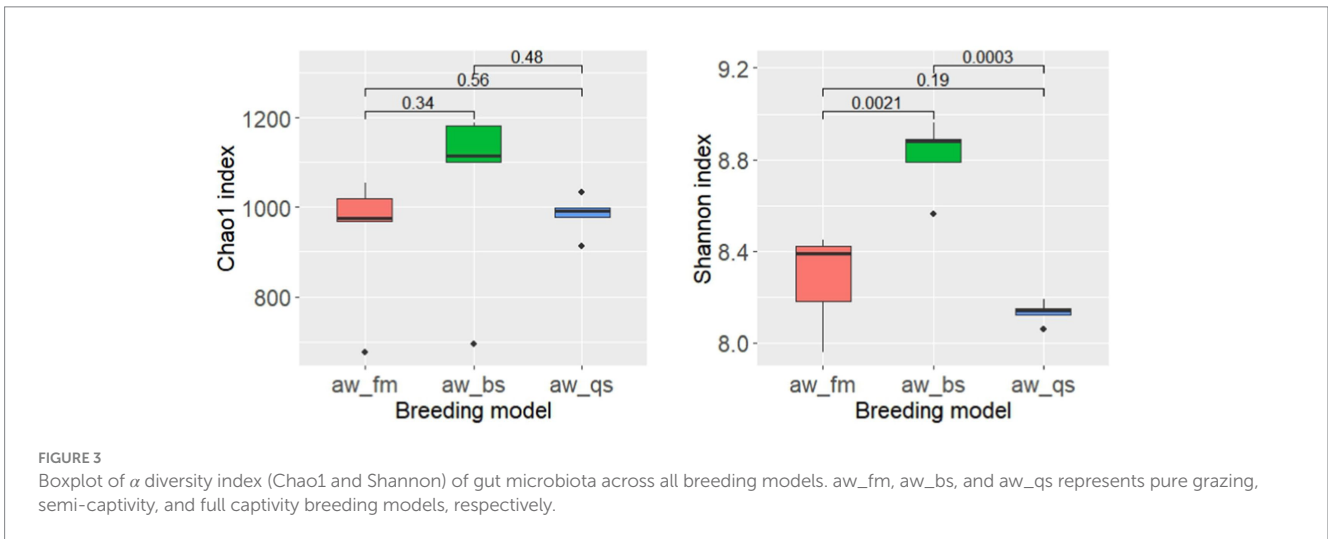 0.48
0.56
0.34
1200
1000
800
Chao1 index
aw_fm aw_bs aw_qs
Breeding model
0.0003
0.19
0.0021
9.2
8.8
8.4
8.0
Shannon index
aw_fm aw_bs aw_qs
Breeding model
FIGURE 3
Boxplot of α diversity index (Chao1 and Shannon) of gut microbiota across all breeding models. aw_fm, aw_bs, and aw_qs represents pure grazing,
semi-captivity, and full captivity breeding models, respectively.